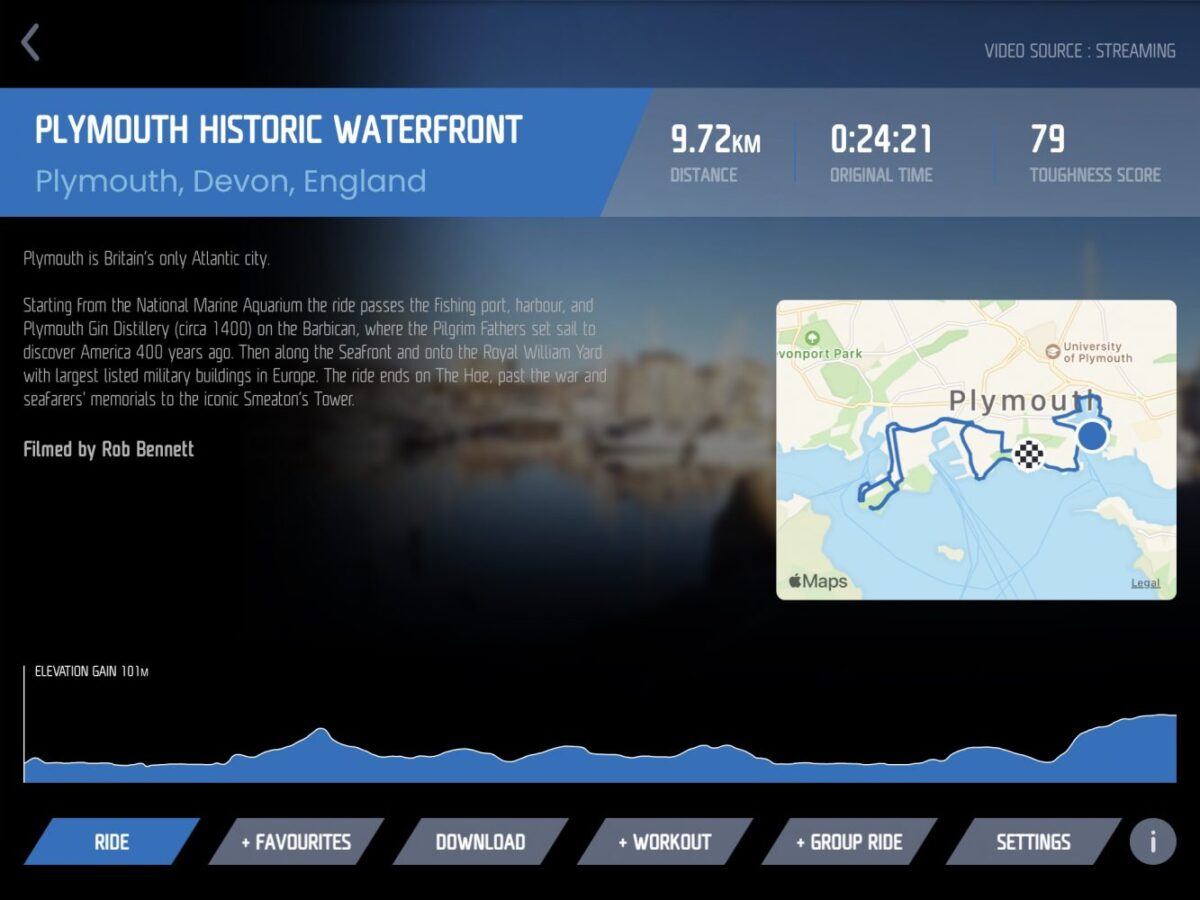 VIDEO SOURCE : STREAMING
PLYMOUTH HISTORIC WATERFRONT
Plymouth, Devon, England
9.72KM
DISTANCE
0:24:21
ORIGINAL TIME
79
TOUGHNESS SCORE
Plymouth is Britain's only Atlantic city.
Starting from the National Marine Aquarium the ride passes the fishing port, harbour, and
Plymouth Gin Distillery (circa 1400) on the Barbican, where the Pilgrim Fathers set sail to
discover America 400 years ago. Then along the Seafront and onto the Royal William Yard
with largest listed military buildings in Europe. The ride ends on The Hoe, past the war and
seafarers' memorials to the iconic Smeaton's Tower.
Filmed by Rob Bennett
vonport Park
University
of Plymouth
Plymouth
Maps
Legal
ELEVATION GAIN 101M
RIDE
+ FAVOURITES
DOWNLOAD
+ WORKOUT
+ GROUP RIDE
SETTINGS
i